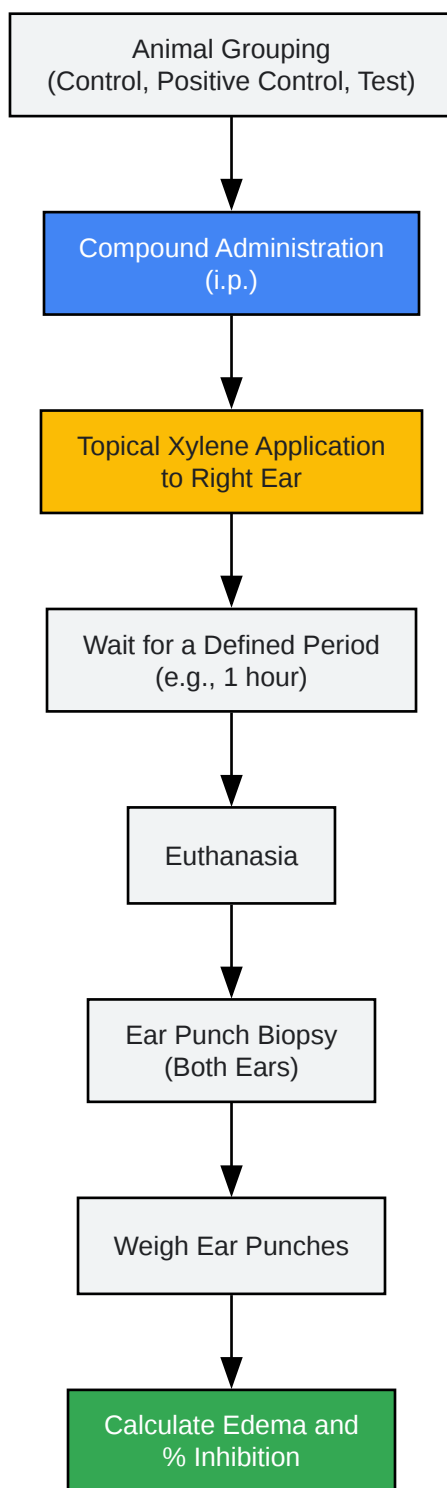 Animal Grouping
(Control, Positive Control, Test)
Compound Administration
(i.p.)
Topical Xylene Application
to Right Ear
Wait for a Defined Period
(e.g., 1 hour)
Euthanasia
Ear Punch Biopsy
(Both Ears)
Weigh Ear Punches
Calculate Edema and
% Inhibition